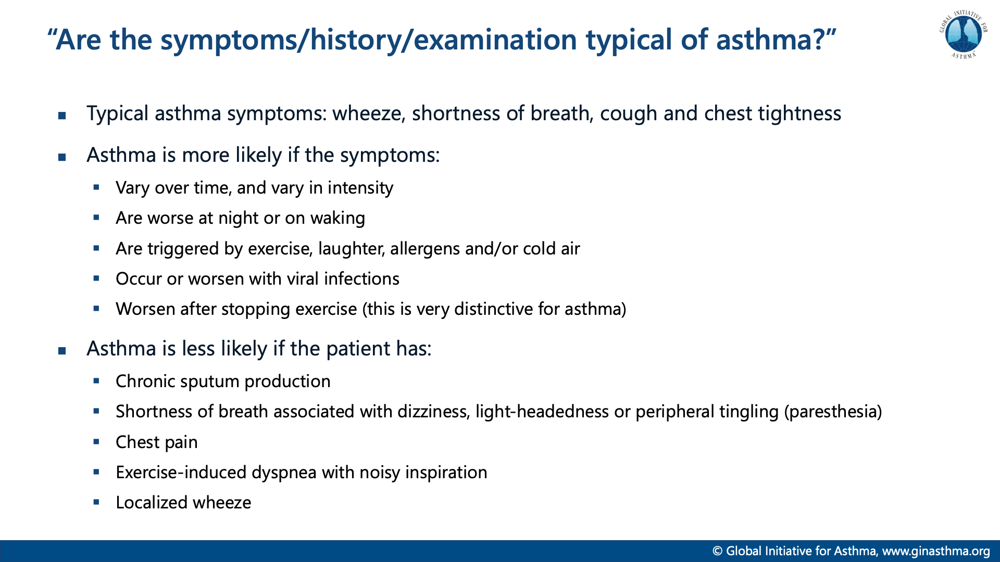 “Are the symptoms/history/examination typical of asthma?”
GLOBAL INITIATIVE FOR
ASTHMA
Typical asthma symptoms: wheeze, shortness of breath, cough and chest tightness
Asthma is more likely if the symptoms:
Vary over time, and vary in intensity
Are worse at night or on waking
Are triggered by exercise, laughter, allergens and/or cold air
Occur or worsen with viral infections
Worsen after stopping exercise (this is very distinctive for asthma)
Asthma is less likely if the patient has:
Chronic sputum production
Shortness of breath associated with dizziness, light-headedness or peripheral tingling (paresthesia)
Chest pain
Exercise-induced dyspnea with noisy inspiration
Localized wheeze
© Global Initiative for Asthma, www.ginasthma.org